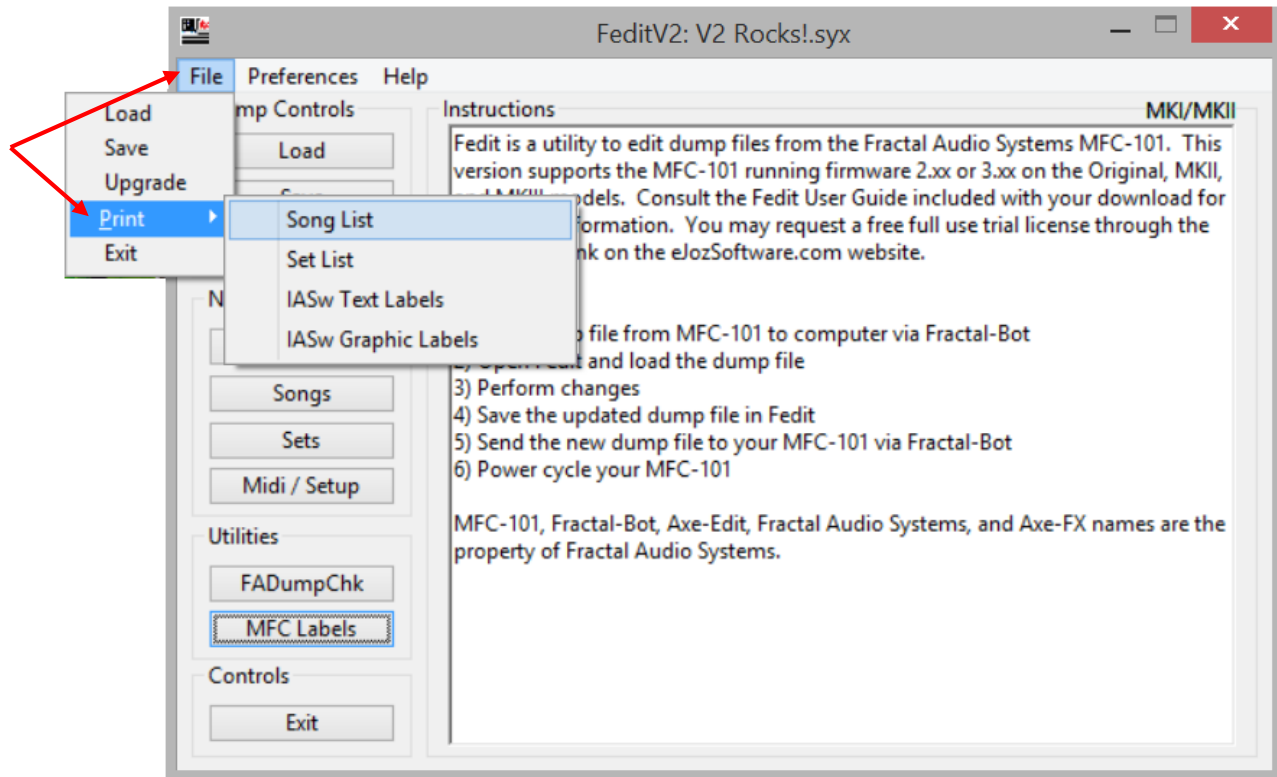 FeditV2: V2 Rocks!.syx
File Preferences Help
Load
Save
Upgrade
Print
Exit
Song List
Set List
IASw Text Labels
IASw Graphic Labels
mp Controls
Load
N
Songs
Sets
Midi / Setup
Utilities
FADumpChk
MFC Labels
Controls
Exit
Instructions
MKI/MKII
Fedit is a utility to edit dump files from the Fractal Audio Systems MFC-101. This
version supports the MFC-101 running firmware 2.xx or 3.xx on the Original, MKII,
dels. Consult the Fedit User Guide included with your download for
ormation. You may request a free full use trial license through the
nk on the eJozSoftware.com website.
file from MFC-101 to computer via Fractal-Bot
and load the dump file
3) Perform changes
4) Save the updated dump file in Fedit
5) Send the new dump file to your MFC-101 via Fractal-Bot
6) Power cycle your MFC-101
MFC-101, Fractal-Bot, Axe-Edit, Fractal Audio Systems, and Axe-FX names are the
property of Fractal Audio Systems.